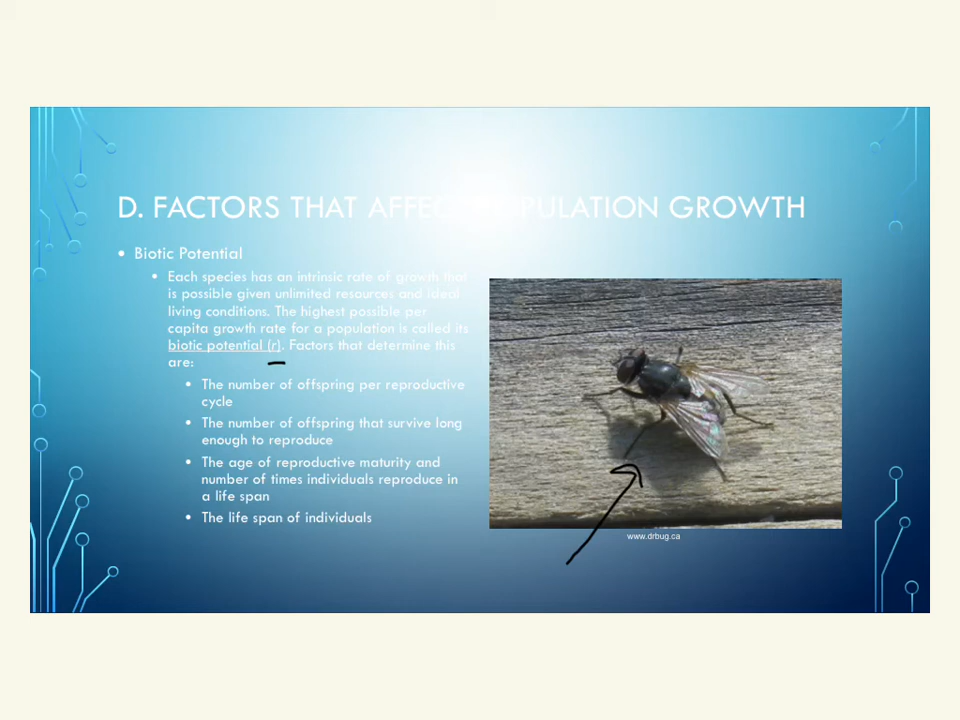 D. FACTORS THAT AFFECT POPULATION GROWTH
• Biotic Potential
• Each species has an intrinsic rate of growth that
is possible given unlimited resources and ideal
living conditions. The highest possible per
capita growth rate for a population is called its
biotic potential (r). Factors that determine this
are:
• The number of offspring per reproductive
cycle
• The number of offspring that survive long
enough to reproduce
• The age of reproductive maturity and
number of times individuals reproduce in
a life span
• The life span of individuals
www.drbug.ca